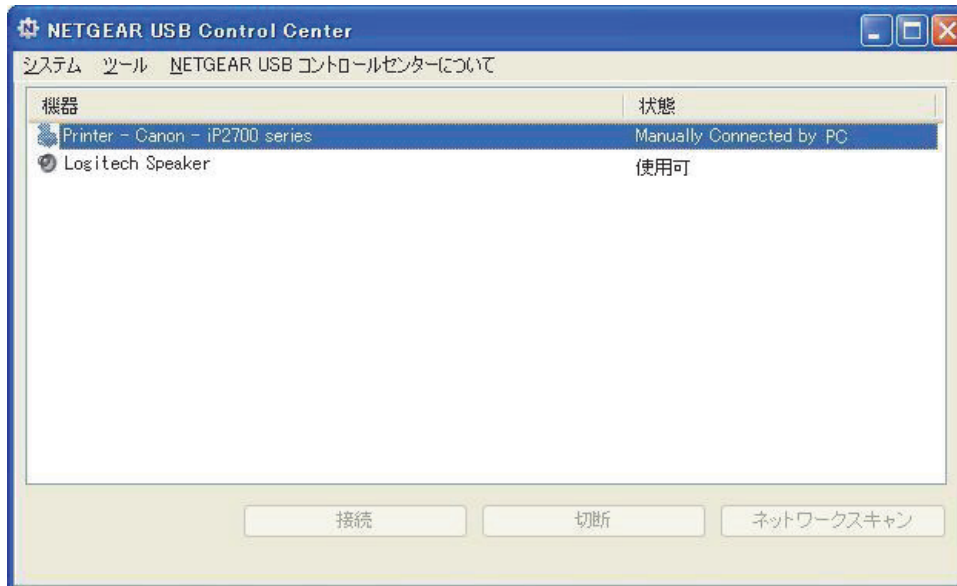 NETGEAR USB Control Center
システム ツール NETGEAR USB コントロールセンターについて
機器 状態
Printer - Canon - iP2700 series Manually Connected by PC
Logitech Speaker 使用可
接続 切断 ネットワークスキャン